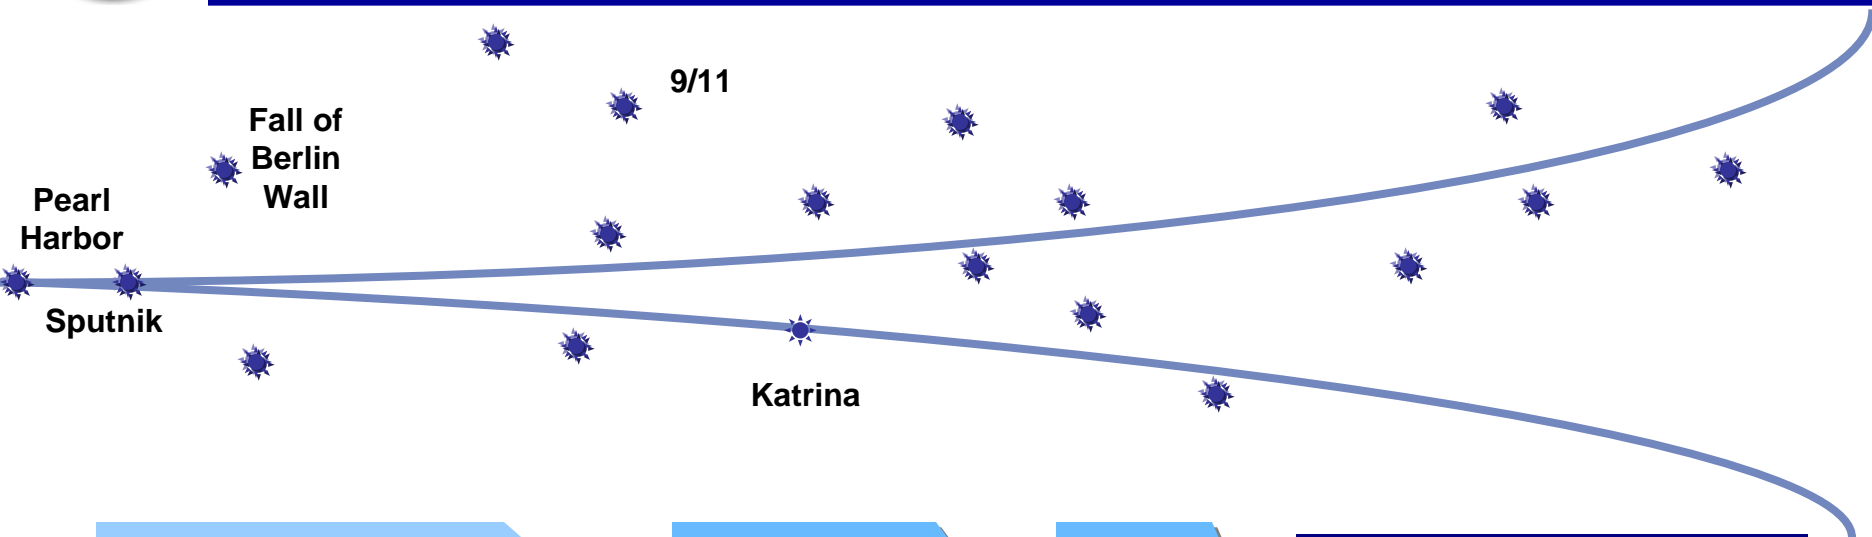 9/11
Fall of
Berlin
Wall
Pearl
Harbor
Sputnik
Katrina